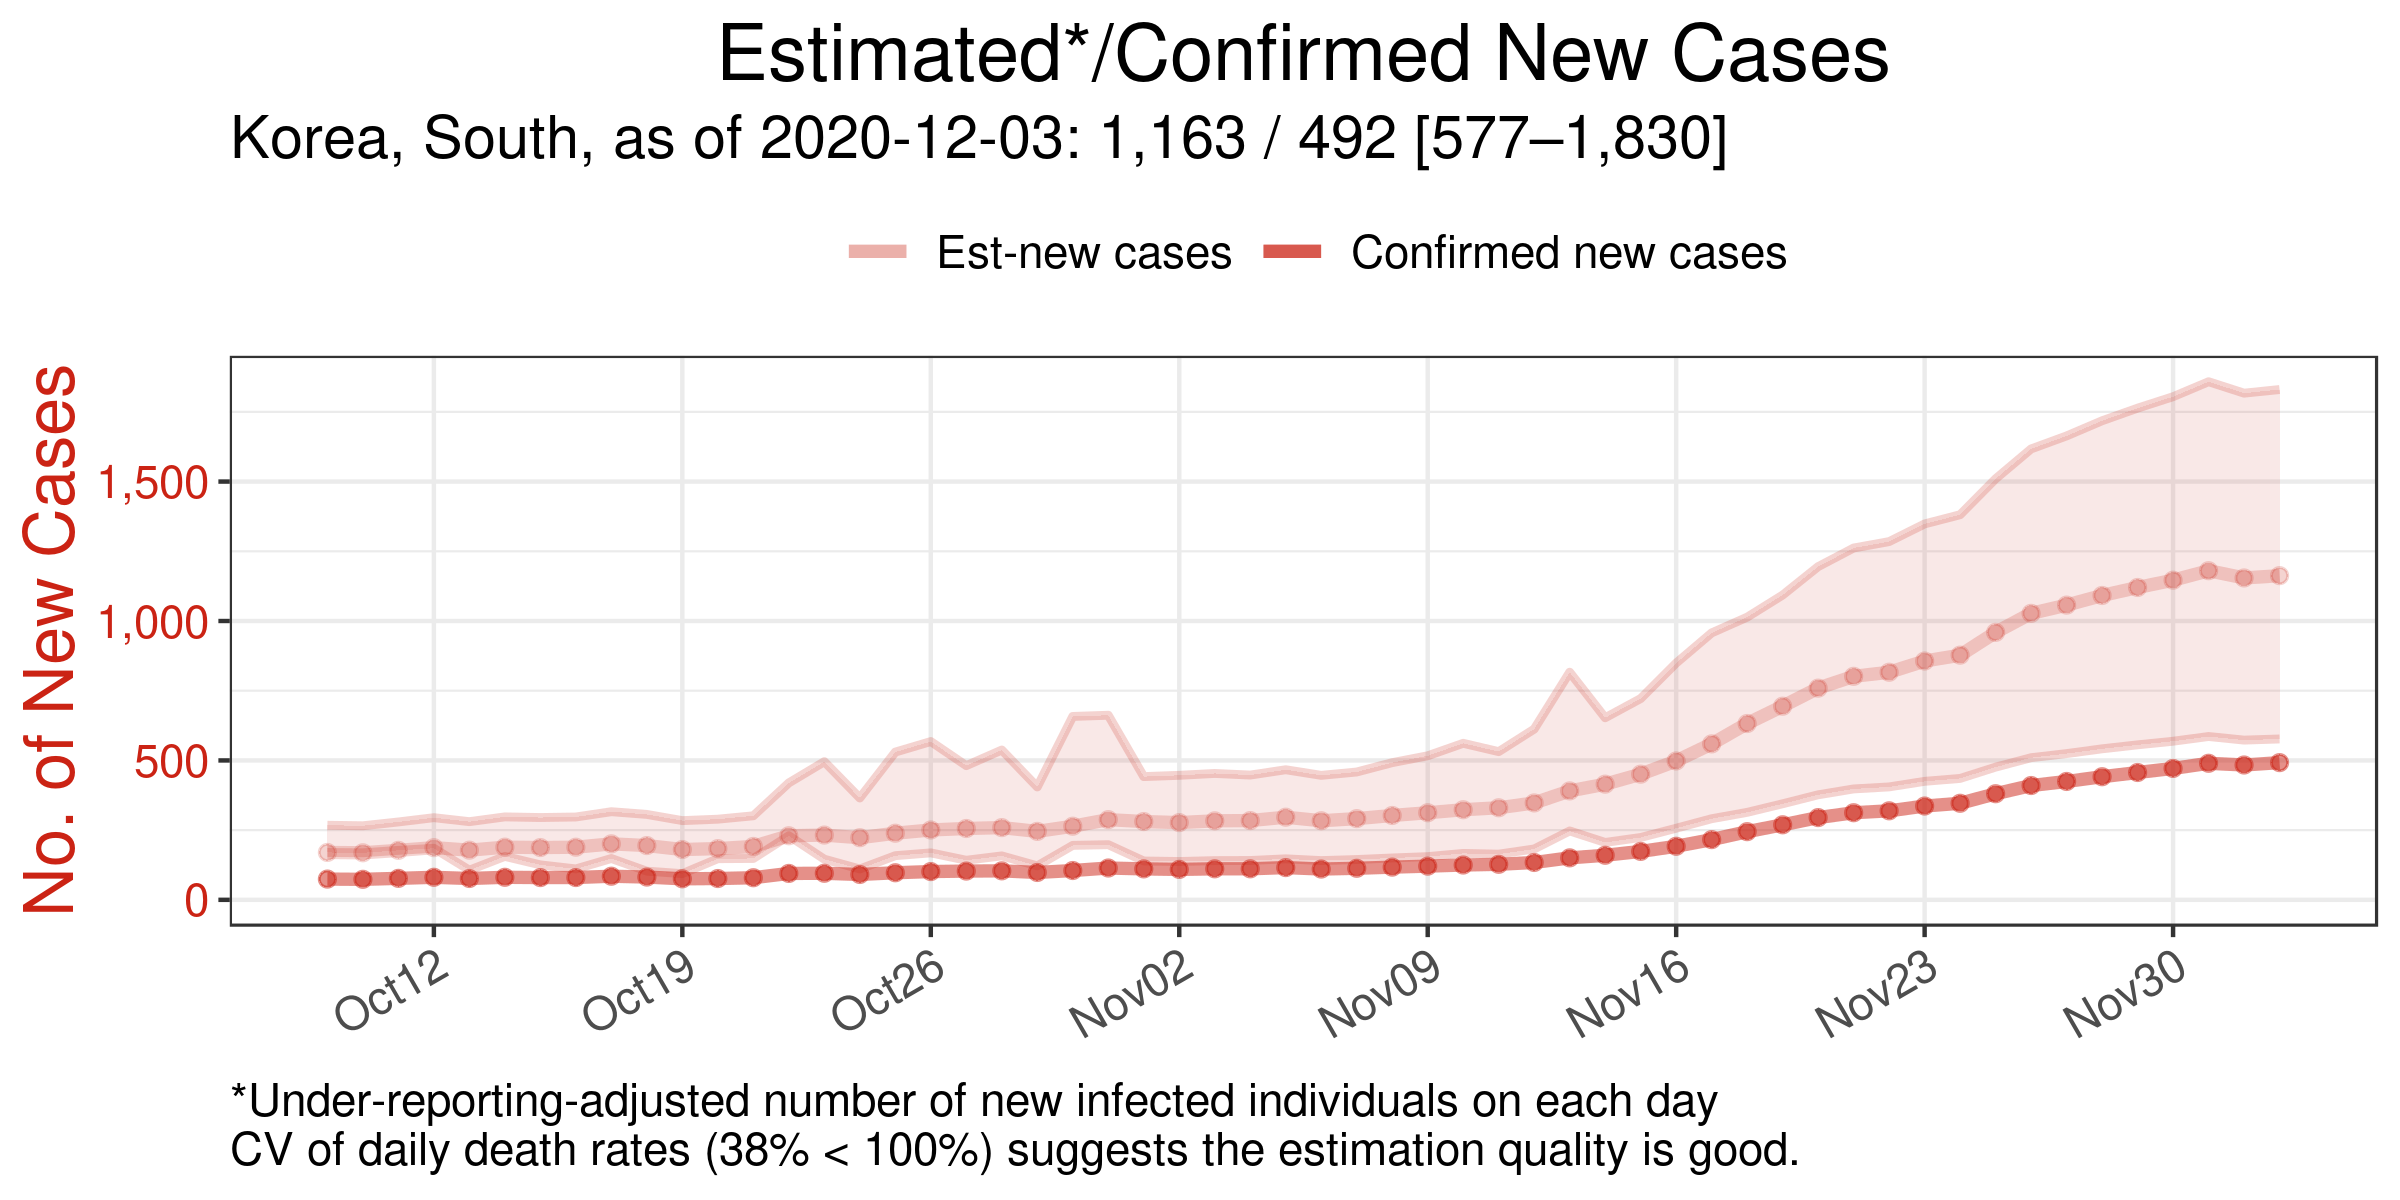 Estimated*/Confirmed New Cases
Korea, South, as of 2020-12-03: 1,163 / 492 [577–1,830]
Est-new cases
Confirmed new cases
No. of New Cases
1,500
1,000
500
0
Oct12
Oct19
Oct26
Nov02
Nov09
Nov16
Nov23
Nov30
*Under-reporting-adjusted number of new infected individuals on each day
CV of daily death rates (38% < 100%) suggests the estimation quality is good.